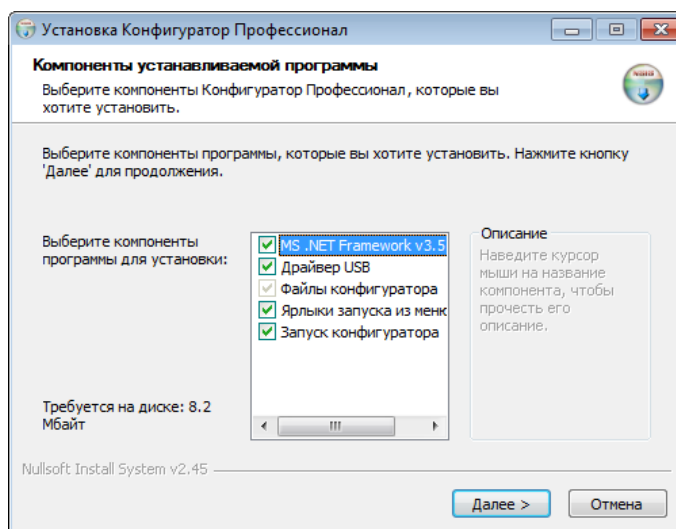 Установка Конфигуратор Профессионал
Компоненты устанавливаемой программы
Выберите компоненты Конфигуратор Профессионал, которые вы
хотите установить.
Выберите компоненты программы, которые вы хотите установить. Нажмите кнопку
'Далее' для продолжения.
Выберите компоненты
программы для установки:
MS .NET Framework v3.5
Драйвер USB
Файлы конфигуратора
Ярлыки запуска из мен
Запуск конфигуратора
Описание
Наведите курсор
мыши на название
компонента, чтобы
прочесть его
описание.
Требуется на диске: 8.2
Мбайт
Nullsoft Install System v2.45
Далее >
Отмена